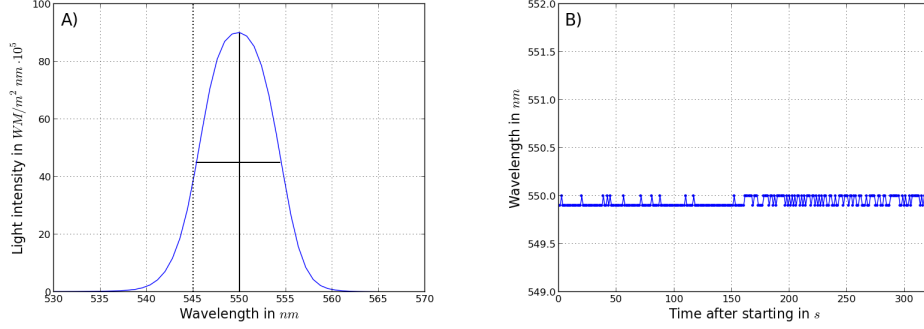 A)
Light intensity in WM/m² nm ·10⁵
100
80
60
40
20
0
530 535 540 545 550 555 560 565 570
Wavelength in nm
B)
Wavelength in nm
552.0
551.5
551.0
550.5
550.0
549.5
549.0
0 50 100 150 200 250 300
Time after starting in s